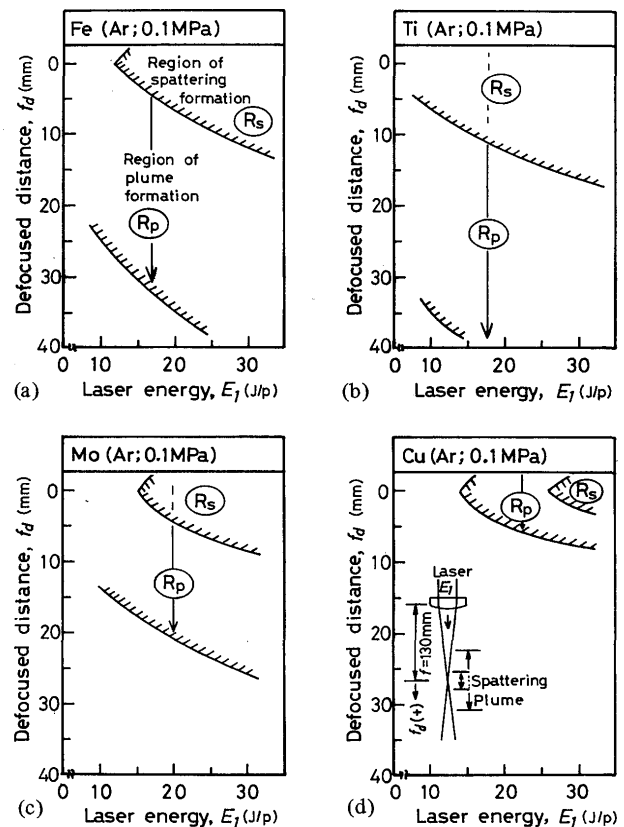 Fe (Ar; 0.1MPa)
Defocused distance, fd (mm)
0
10
20
30
40
Region of
spattering
formation
Rs
Region of
plume
formation
Rp
0 10 20 30
(a)
Laser energy, E1 (J/p)
Ti (Ar; 0.1MPa)
Defocused distance, fd (mm)
0
10
20
30
40
Rs
Rp
0 10 20 30
(b)
Laser energy, E1 (J/p)
Mo (Ar; 0.1MPa)
Defocused distance, fd (mm)
0
10
20
30
40
Rs
Rp
0 10 20 30
(c)
Laser energy, E1 (J/p)
Cu (Ar; 0.1MPa)
Defocused distance, fd (mm)
0
10
20
30
40
Rp
Rs
Laser
E1
f=130mm
fd(+)
Spattering
Plume
0 10 20 30
(d)
Laser energy, E1 (J/p)